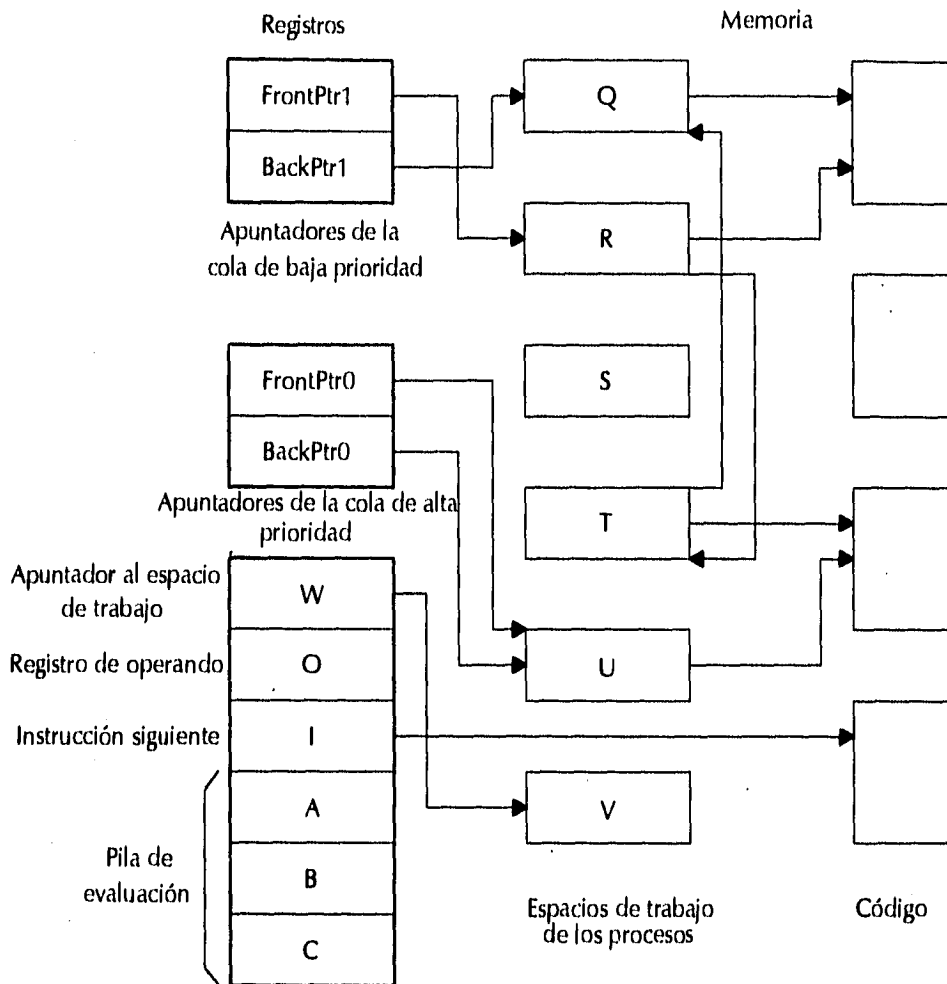 Registros
Memoria
FrontPtr1
Q
BackPtr1
Apuntadores de la
cola de baja prioridad
R
FrontPtr0
S
BackPtr0
Apuntadores de la cola de alta
prioridad
T
Apuntador al espacio
de trabajo
W
Registro de operando
O
U
Instrucción siguiente
I
A
V
Pila de
evaluación
B
C
Espacios de trabajo
de los procesos
Código